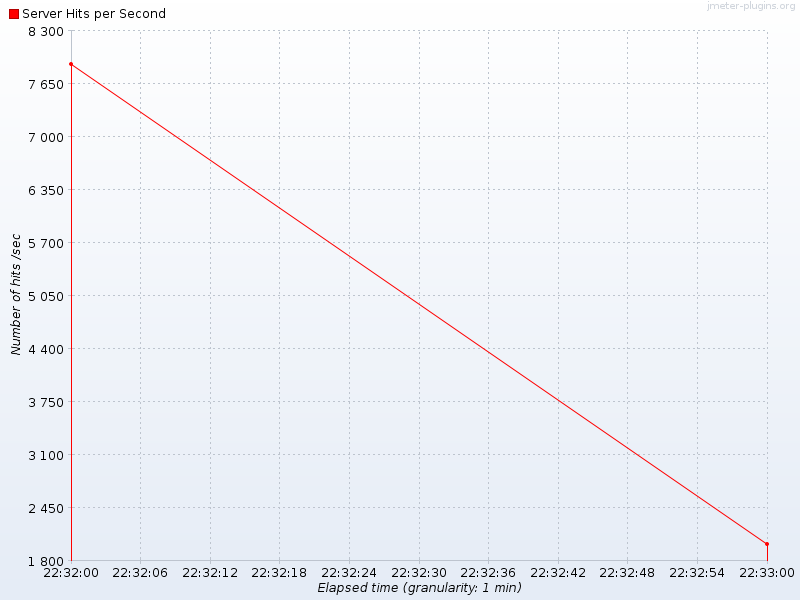 jmeter-plugins.org
Server Hits per Second
8 300
7 650
7 000
6 350
5 700
5 050
4 400
3 750
3 100
2 450
1 800
Number of hits /sec
22:32:00 22:32:06 22:32:12 22:32:18 22:32:24 22:32:30 22:32:36 22:32:42 22:32:48 22:32:54 22:33:00
Elapsed time (granularity: 1 min)